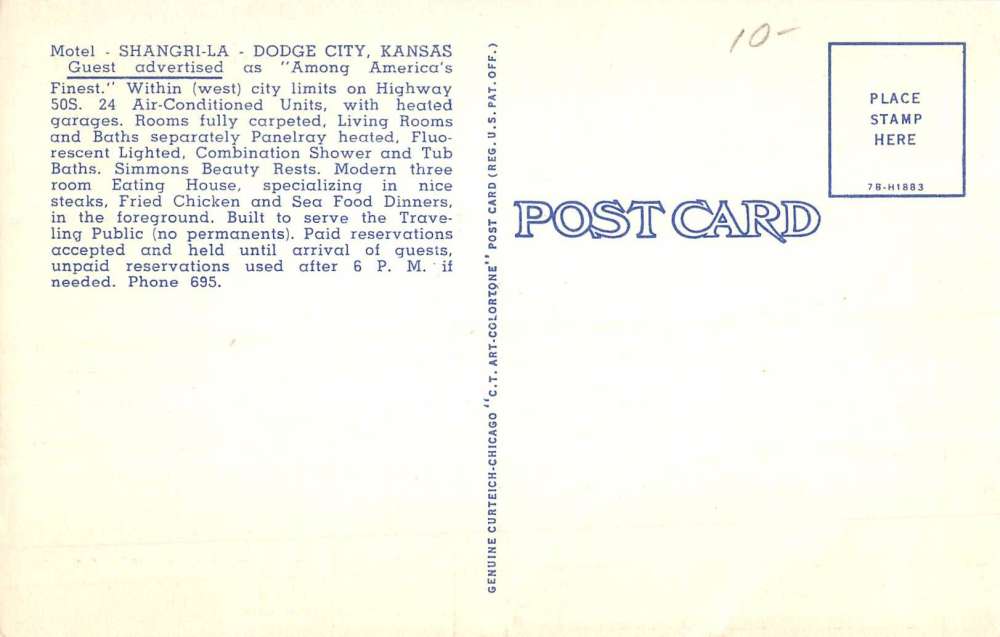 Motel - SHANGRI-LA - DODGE CITY, KANSAS
Guest advertised as "Among America's
Finest." Within (west) city limits on Highway
50S. 24 Air-Conditioned Units, with heated
garages. Rooms fully carpeted, Living Rooms
and Baths separately Panelray heated, Fluo-
rescent Lighted, Combination Shower and Tub
Baths. Simmons Beauty Rests. Modern three
room Eating House, specializing in nice
steaks, Fried Chicken and Sea Food Dinners,
in the foreground. Built to serve the Trave-
ling Public (no permanents). Paid reservations
accepted and held until arrival of guests,
unpaid reservations used after 6 P. M. if
needed. Phone 695.
GENUINE CURTEICH-CHICAGO "C.T. ART-COLORTONE" POST CARD (REG. U.S. PAT. OFF.)
10-
POST CARD
PLACE
STAMP
HERE
7B-H1883